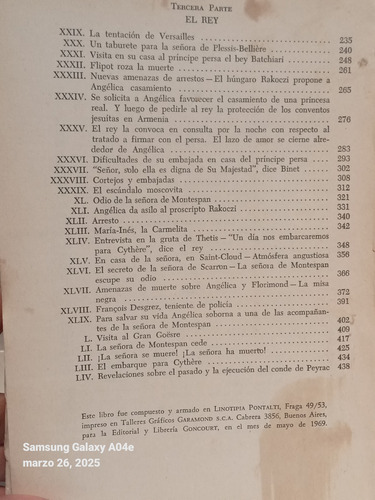 TERCERA PARTE
EL REY
XXIX. La tentación de Versailles 235
XXX. Un taburete para la señora de Plessis-Bellière 240
XXXI. Visita en su casa al príncipe persa el bey Batchiari 248
XXXII. Flipot roza la muerte 261
XXXIII. Nuevas amenazas de arrestos — El húngaro Rakoczi propone a
Angélica casamiento 265
XXXIV. Se solicita a Angélica favorecer el casamiento de una princesa
real. Y luego de pedirle al rey la protección de los conventos
jesuitas en Armenia 276
XXXV. El rey la convoca en consulta por la noche con respecto al
tratado a firmar con el persa. El lazo de amor se cierne alre-
dedor de Angélica 283
XXXVI. Dificultades de su embajada en casa del príncipe persa 293
XXXVII. "Señor, solo ella es digna de Su Majestad", dice Binet 302
XXXVIII. Cortejos y embajadas 308
XXXIX. El escándalo moscovita 312
XL. Odio de la señora de Montespan 321
XLI. Angélica da asilo al proscripto Rakoczi 331
XLII. Arresto 340
XLIII. María-Inés, la Carmelita 342
XLIV. Entrevista en la gruta de Thetis — "Un día nos embarcaremos
para Cythère", dice el rey 348
XLV. En casa de la señora, en Saint-Cloud — Atmósfera angustiosa 356
XLVI. El secreto de la señora de Scarron — La señora de Montespan
escupe su odio 366
XLVII. Amenazas de muerte sobre Angélica y Florimond — La misa
negra 372
XLVIII. François Desgrez, teniente de policía 391
XLIX. Para salvar su vida Angélica soborna a una de las acompañan-
tes de la señora de Montespan 402
L. Visita al Gran Goësre 409
LI. La señora de Montespan cede 417
LII. ¡La señora se muere! ¡La señora ha muerto! 425
LIII. El embarque para Cythère 434
LIV. Revelaciones sobre el pasado y la ejecución del conde de Peyrac 438
Este libro fue compuesto y armado en LINOTIPIA PONTALTI, Fraga 49/53,
impreso en Talleres Gráficos GARAMOND S.C.A. Cabrera 3856, Buenos Aires,
para la Editorial y Librería GONCOURT, en el mes de mayo de 1969.
Samsung Galaxy A04e
marzo 26, 2025